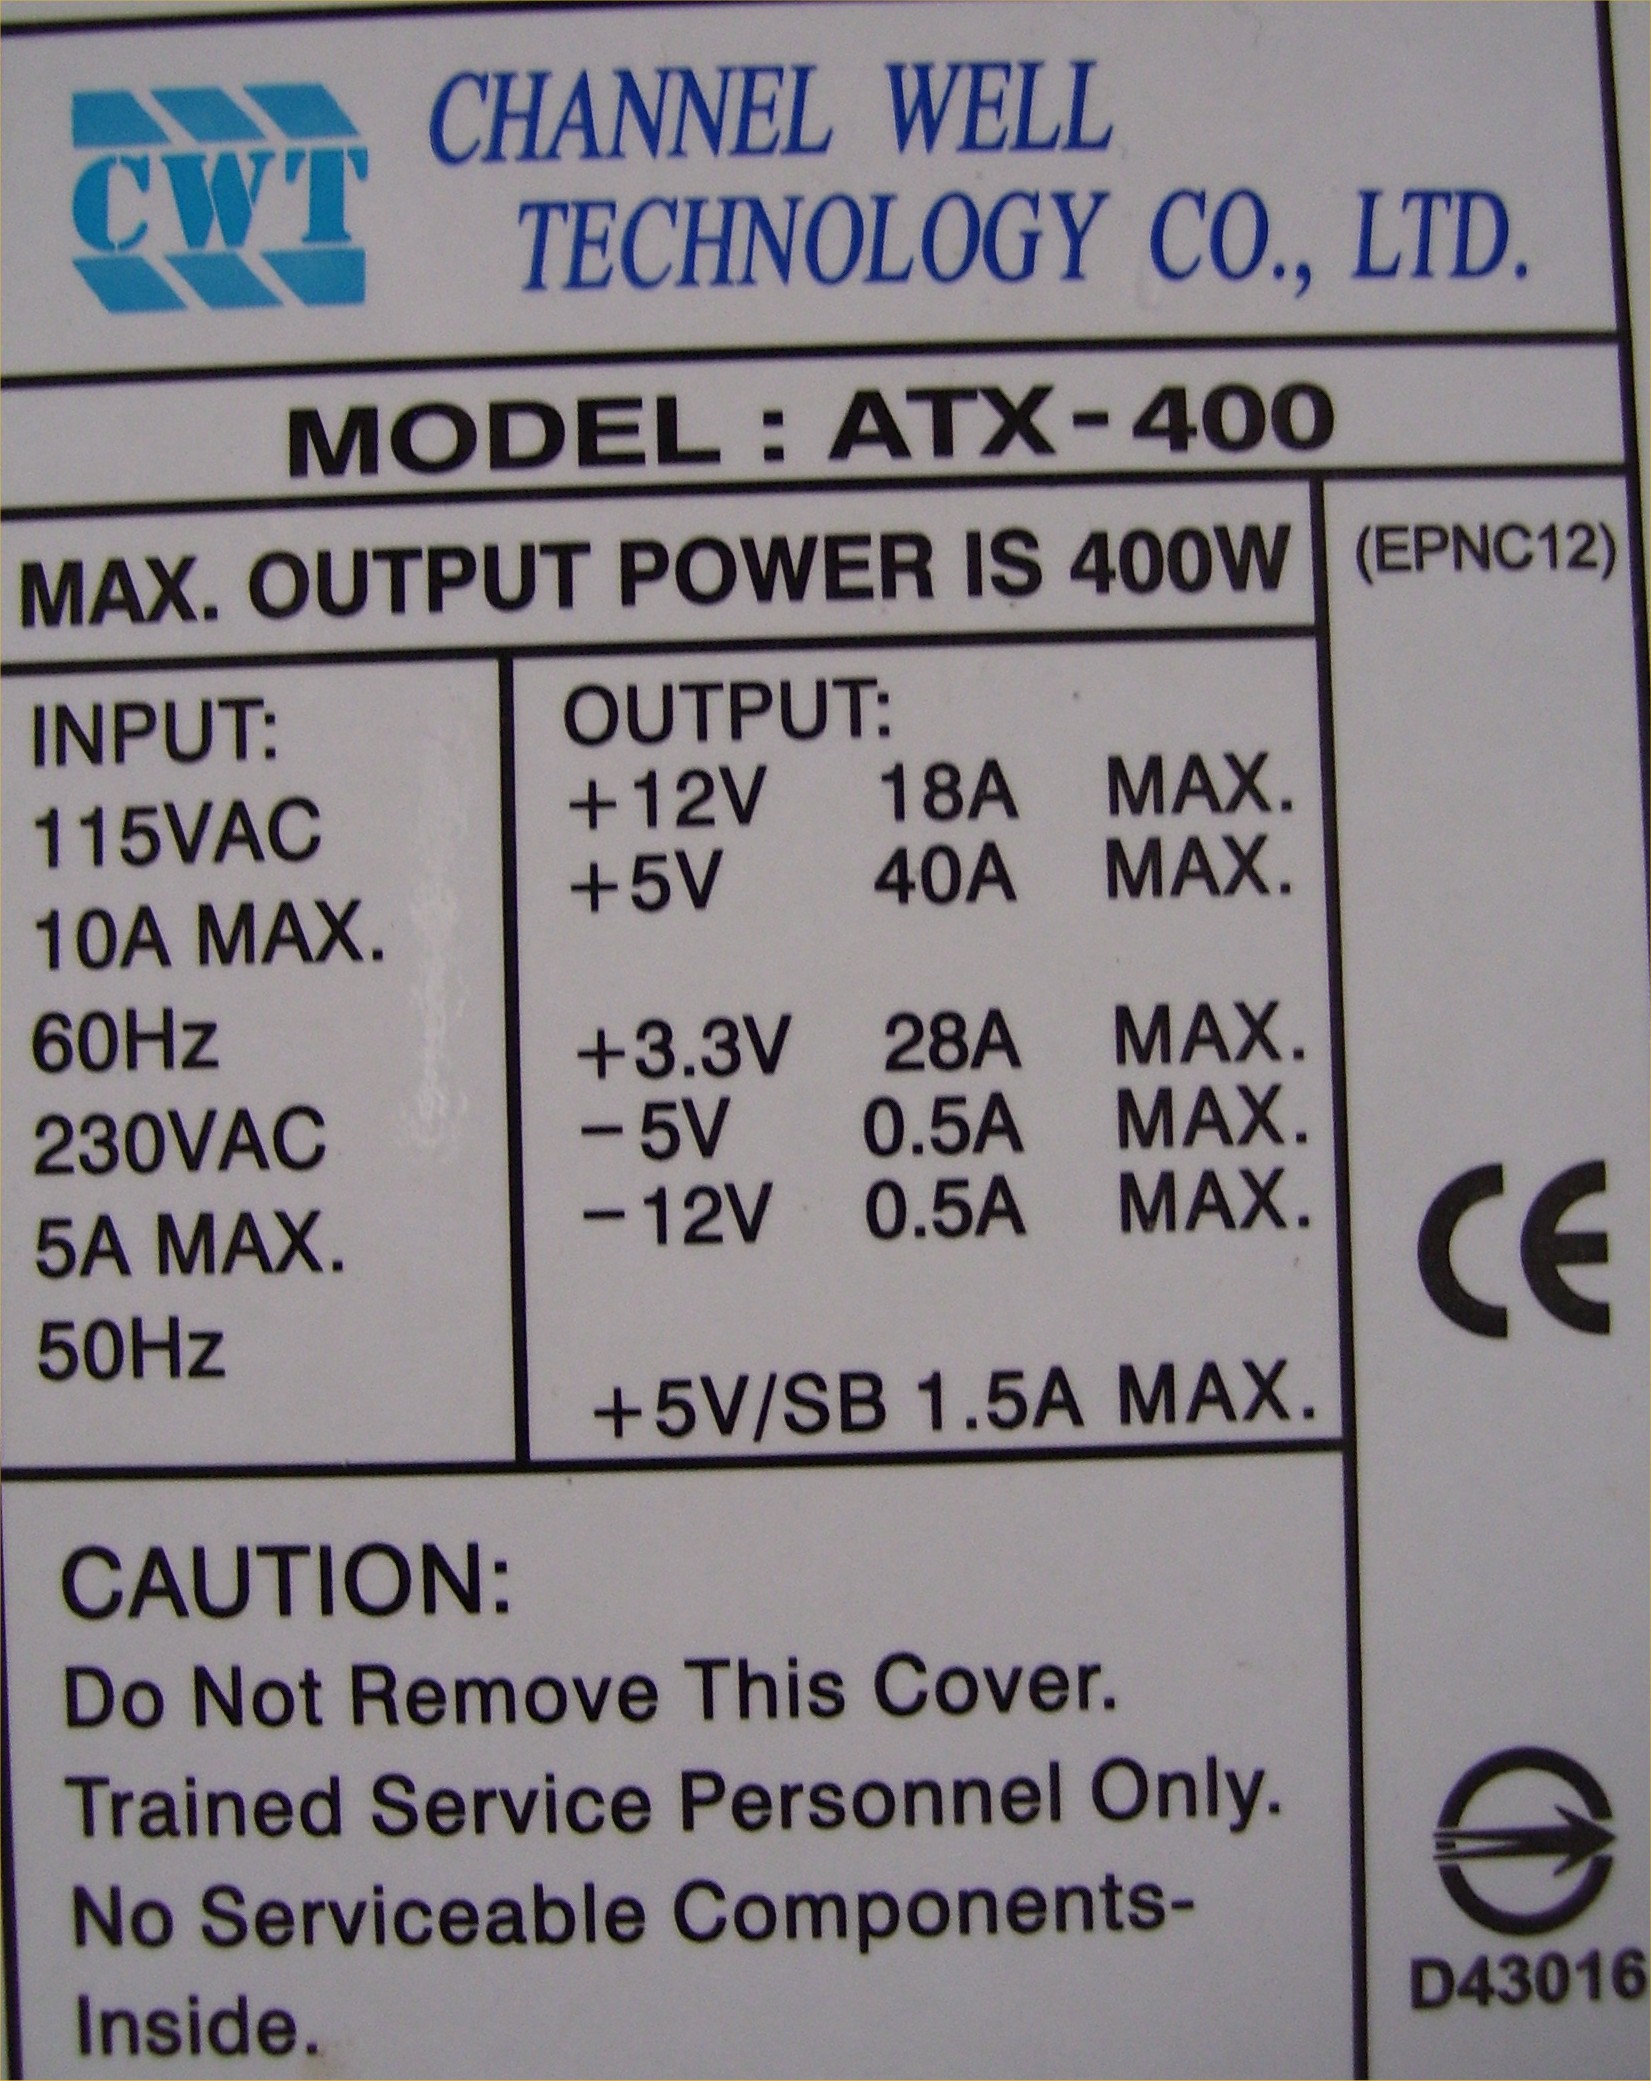 CWT
CHANNEL WELL
TECHNOLOGY CO., LTD.
MODEL : ATX-400
MAX. OUTPUT POWER IS 400W
(EPNC12)
INPUT:
115VAC
10A MAX.
60Hz
230VAC
5A MAX.
50Hz
OUTPUT:
+12V 18A MAX.
+5V 40A MAX.
+3.3V 28A MAX.
−5V 0.5A MAX.
−12V 0.5A MAX.
+5V/SB 1.5A MAX.
CE
CAUTION:
Do Not Remove This Cover.
Trained Service Personnel Only.
No Serviceable Components-
Inside.
D43016